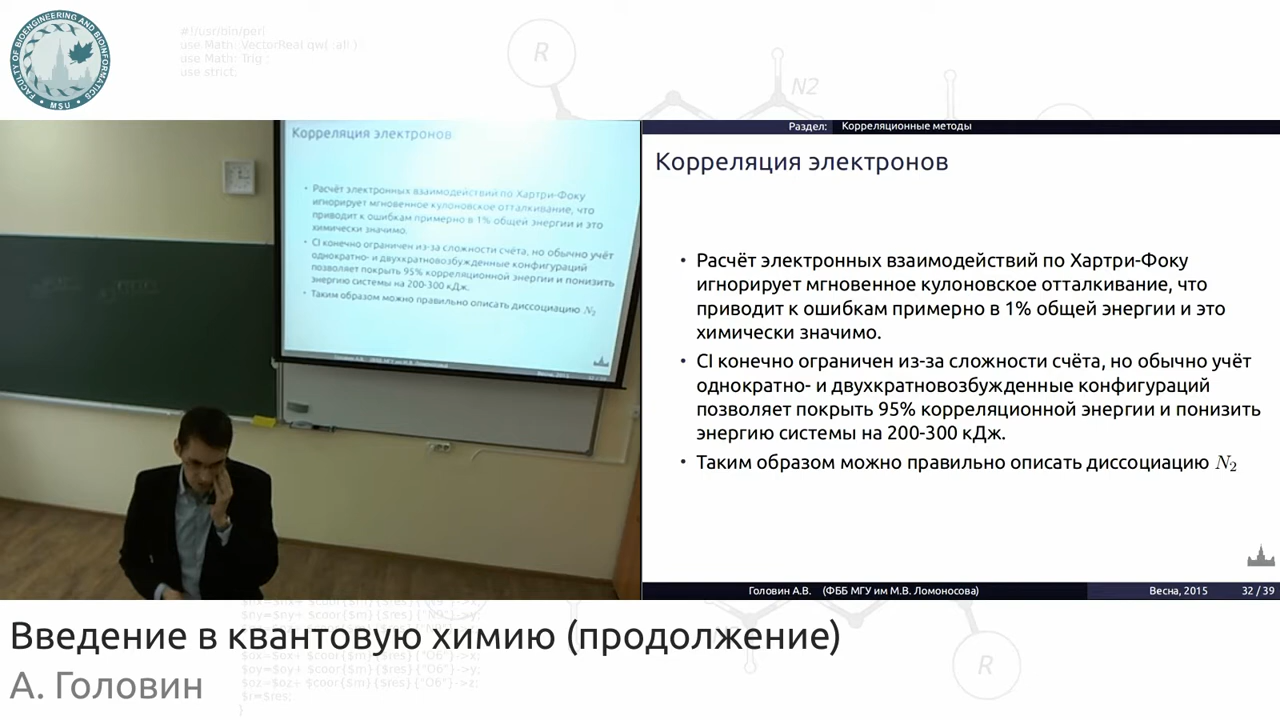 FACULTY OF BIOENGINEERING AND BIOINFORMATICS
• MSU •
#!/usr/bin/perl
use Math::VectorReal qw( :all );
use Math::Trig ;
use strict;
R
N2
Корреляция электронов
• Расчёт электронных взаимодействий по Хартри-Фоку
игнорирует мгновенное кулоновское отталкивание, что
приводит к ошибкам примерно в 1% общей энергии и это
химически значимо.
• CI конечно ограничен из-за сложности счёта, но обычно учёт
однократно- и двухкратновозбужденные конфигураций
позволяет покрыть 95% корреляционной энергии и понизить
энергию системы на 200-300 кДж.
• Таким образом можно правильно описать диссоциацию N2
Раздел: Корреляционные методы
Корреляция электронов
• Расчёт электронных взаимодействий по Хартри-Фоку
игнорирует мгновенное кулоновское отталкивание, что
приводит к ошибкам примерно в 1% общей энергии и это
химически значимо.
• CI конечно ограничен из-за сложности счёта, но обычно учёт
однократно- и двухкратновозбужденные конфигураций
позволяет покрыть 95% корреляционной энергии и понизить
энергию системы на 200-300 кДж.
• Таким образом можно правильно описать диссоциацию N2
Головин А.В. (ФББ МГУ им М.В. Ломоносова) Весна, 2015 32 / 39
Введение в квантовую химию (продолжение)
А. Головин
R